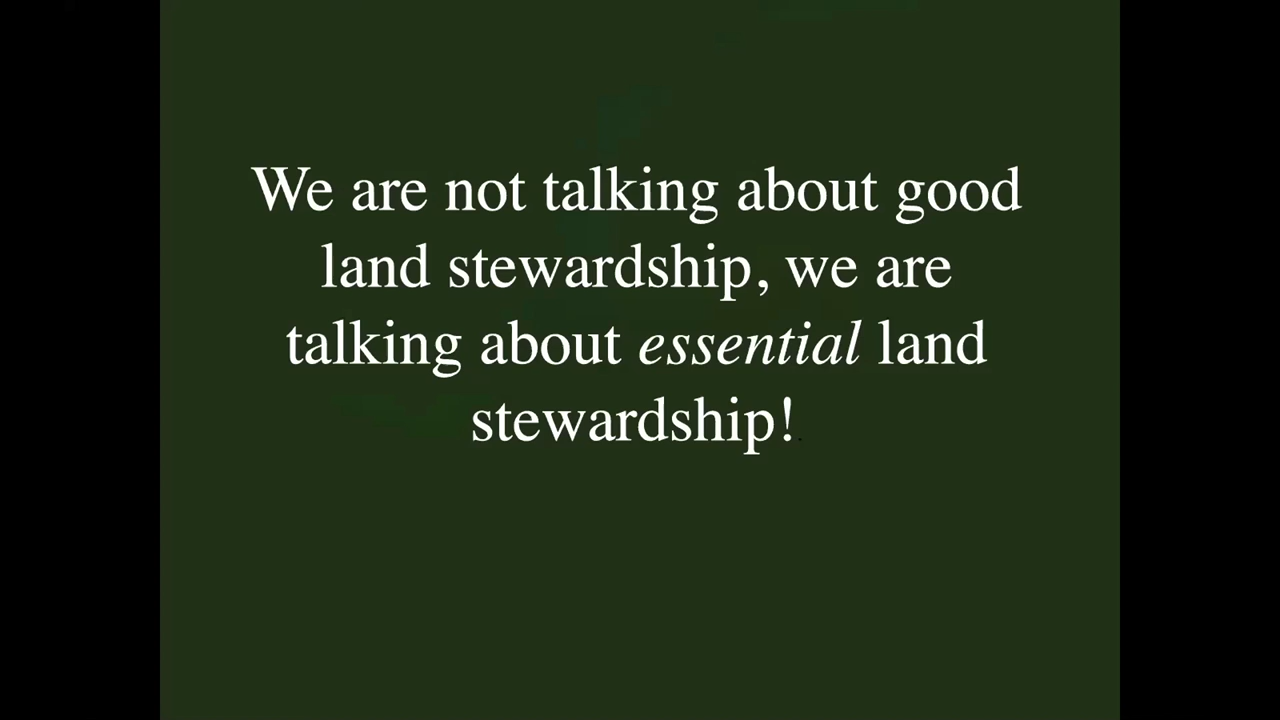 We are not talking about good
land stewardship, we are
talking about essential land
stewardship!